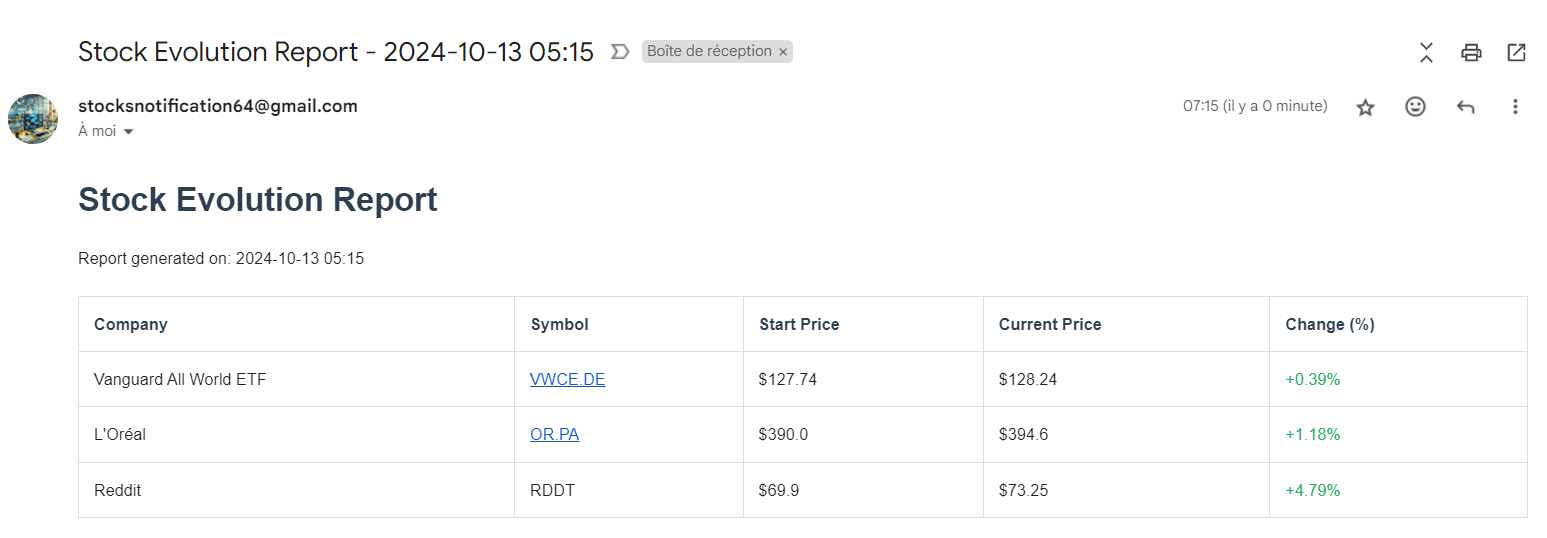 Stock Evolution Report - 2024-10-13 05:15 Boîte de réception ×
stocksnotification64@gmail.com 07:15 (il y a 0 minute)
À moi
Stock Evolution Report
Report generated on: 2024-10-13 05:15
Company Symbol Start Price Current Price Change (%)
Vanguard All World ETF VWCE.DE $127.74 $128.24 +0.39%
L'Oréal OR.PA $390.0 $394.6 +1.18%
Reddit RDDT $69.9 $73.25 +4.79%